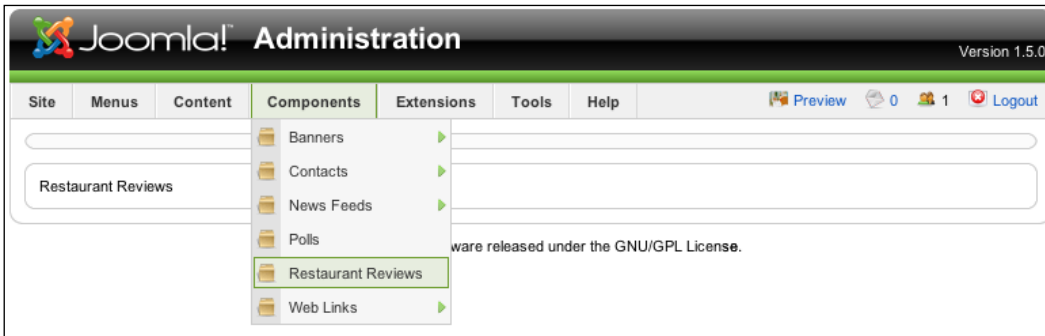 Joomla!™ Administration
Version 1.5.0
Site Menus Content Components Extensions Tools Help Preview 0 1 Logout
Banners
Contacts
Restaurant Reviews
News Feeds
Polls
ware released under the GNU/GPL License.
Restaurant Reviews
Web Links